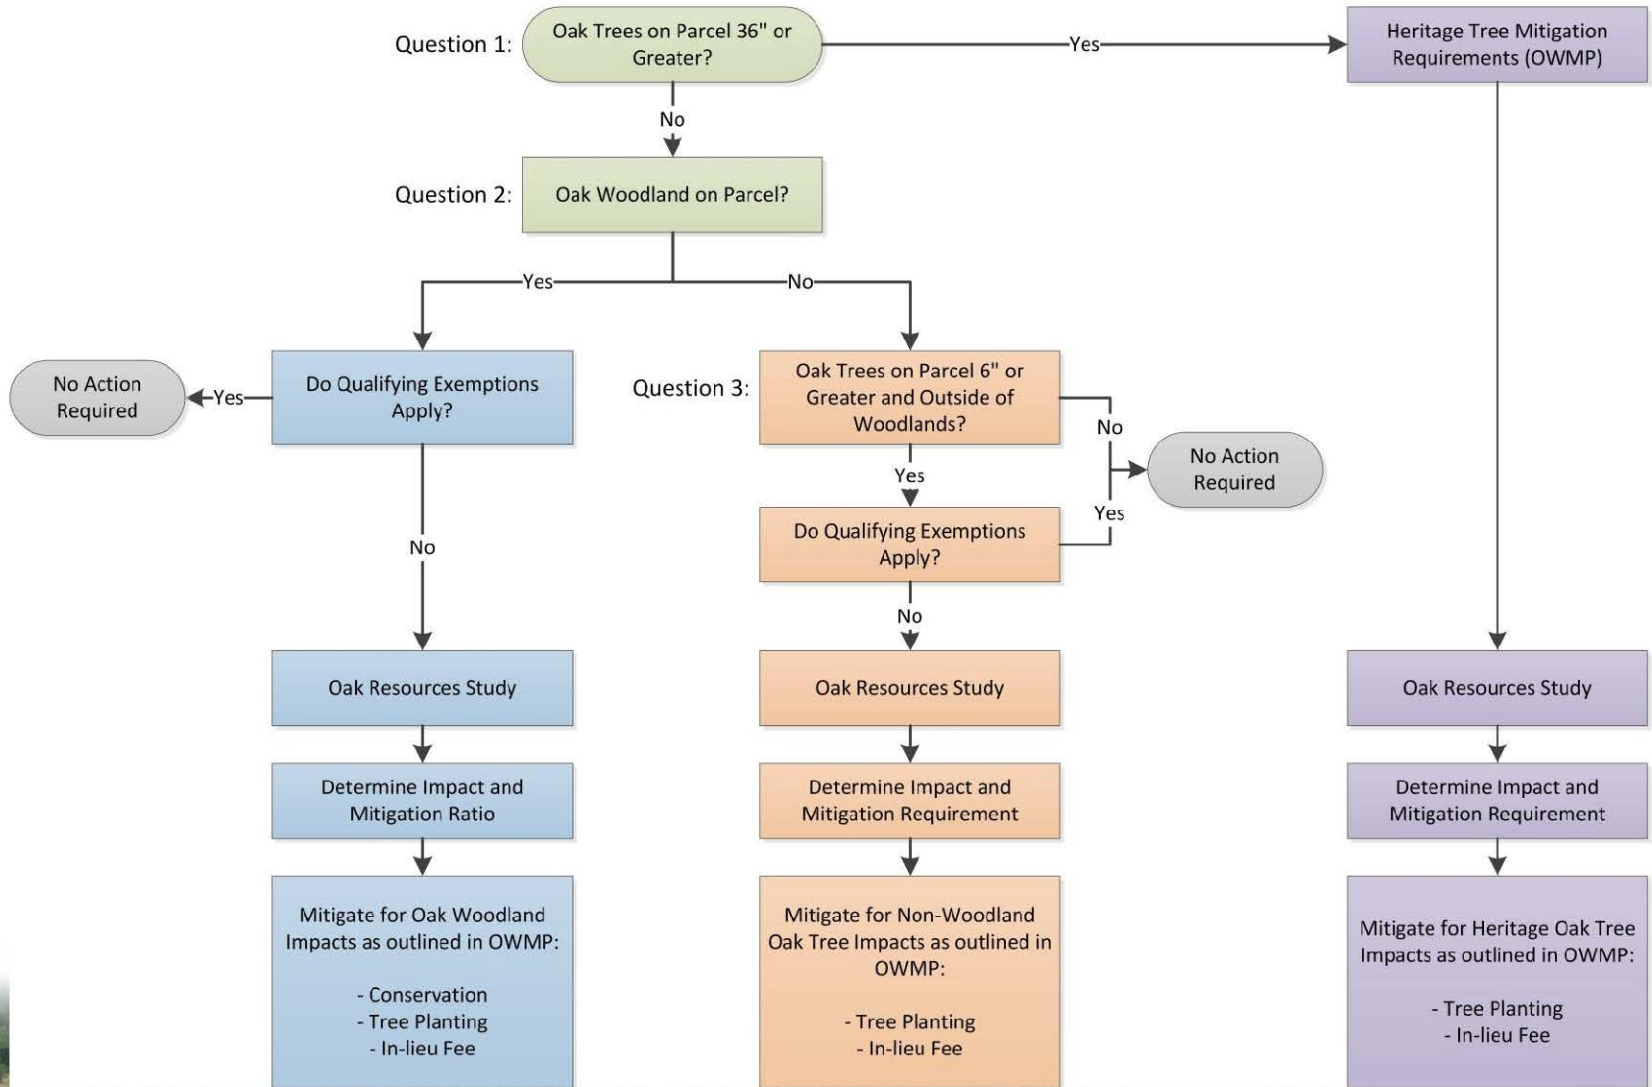 Question 1:
Oak Trees on Parcel 36" or
Greater?
Yes
Heritage Tree Mitigation
Requirements (OWMP)
No
Question 2:
Oak Woodland on Parcel?
Yes
No
No Action
Required
Yes
Do Qualifying Exemptions
Apply?
Question 3:
Oak Trees on Parcel 6" or
Greater and Outside of
Woodlands?
No
No Action
Required
Yes
Yes
Do Qualifying Exemptions
Apply?
No
No
Oak Resources Study
Oak Resources Study
Oak Resources Study
Determine Impact and
Mitigation Ratio
Determine Impact and
Mitigation Requirement
Determine Impact and
Mitigation Requirement
Mitigate for Oak Woodland
Impacts as outlined in OWMP:
- Conservation
- Tree Planting
- In-lieu Fee
Mitigate for Non-Woodland
Oak Tree Impacts as outlined in
OWMP:
- Tree Planting
- In-lieu Fee
Mitigate for Heritage Oak Tree
Impacts as outlined in OWMP:
- Tree Planting
- In-lieu Fee